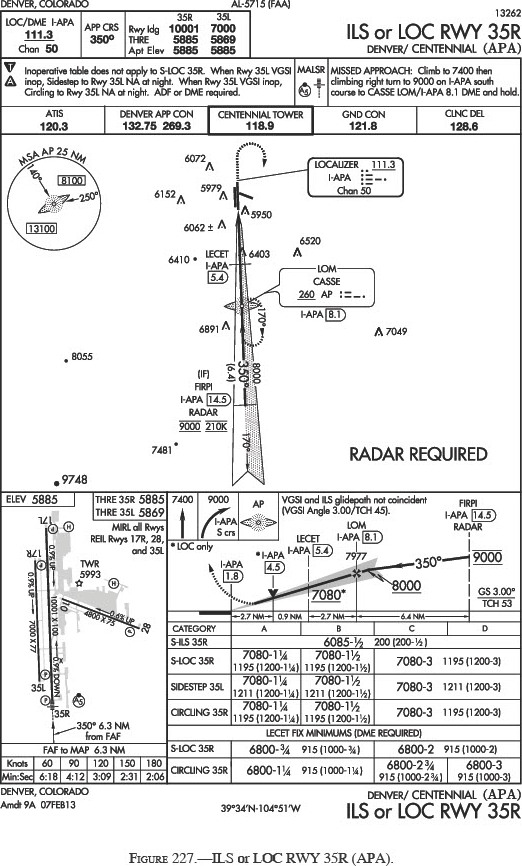 DENVER, COLORADO
AL-5715 (FAA)
13262
LOC/DME I-APA
111.3
Chan 50
APP CRS
350°
35R 35L
Rwy ldg 10001 7000
THRE 5885 5869
Apt Elev 5885 5885
ILS or LOC RWY 35R
DENVER/ CENTENNIAL (APA)
T
A
Inoperative table does not apply to S-LOC 35R. When Rwy 35L VGSI
inop, Sidestep to Rwy 35L NA at night. When Rwy 35L VGSI inop,
Circling to Rwy 35L NA at night. ADF or DME required.
MALSR
A5
MISSED APPROACH: Climb to 7400 then
climbing right turn to 9000 on I-APA south
course to CASSE LOM/I-APA 8.1 DME and hold.
ATIS
120.3
DENVER APP CON
132.75 269.3
CENTENNIAL TOWER
118.9
GND CON
121.8
CLNC DEL
128.6
MSA AP 25 NM
140°
8100
250°
13100
6072
6152
5979
6062 ±
5950
LOCALIZER 111.3
I-APA
Chan 50
6410
LECET
I-APA
5.4
6403
6520
LOM
CASSE
260 AP
I-APA 8.1
170°
6891
7049
8055
(IF)
FIRPI
I-APA 14.5
RADAR
9000 210K
350°
8000
(6.4)
170°
7481
9748
RADAR REQUIRED
ELEV 5885
THRE 35R 5885
THRE 35L 5869
MIRL all Rwys
REIL Rwys 17R, 28,
and 35L
17L
17R
P
H
TWR
5993
H
0.9% UP
0.9% UP
10001 X 100
7000 X 77
0.9% DOWN
10
0.4% UP
4800 X 75
28
35L
P
35R
A5
350° 6.3 NM
from FAF
FAF to MAP 6.3 NM
Knots 60 90 120 150 180
Min:Sec 6:18 4:12 3:09 2:31 2:06
7400
9000
I-APA
S crs
AP
VGSI and ILS glidepath not coincident
(VGSI Angle 3.00/TCH 45).
*LOC only
I-APA
1.8
*I-APA
4.5
LECET
I-APA 5.4
LOM
I-APA 8.1
7977
FIRPI
I-APA 14.5
RADAR
350°
9000
8000
7080*
GS 3.00°
TCH 53
2.7 NM 0.9 NM 2.7 NM 6.4 NM
CATEGORY A B C D
S-ILS 35R 6085-½ 200 (200-½)
S-LOC 35R 7080-1¼ 1195 (1200-1¼) 7080-1½ 1195 (1200-1½) 7080-3 1195 (1200-3)
SIDESTEP 35L 7080-1¼ 1211 (1200-1¼) 7080-1½ 1211 (1200-1½) 7080-3 1211 (1200-3)
CIRCLING 35R 7080-1¼ 1195 (1200-1¼) 7080-1½ 1195 (1200-1½) 7080-3 1195 (1200-3)
LECET FIX MINIMUMS (DME REQUIRED)
S-LOC 35R 6800-¾ 915 (1000-¾) 6800-2 915 (1000-2)
CIRCLING 35R 6800-1¼ 915 (1000-1¼) 6800-2¾ 915 (1000-2¾) 6800-3 915 (1000-3)
DENVER, COLORADO
Amdt 9A 07FEB13
39°34'N-104°51'W
DENVER/ CENTENNIAL (APA)
ILS or LOC RWY 35R
FIGURE 227.—ILS or LOC RWY 35R (APA).